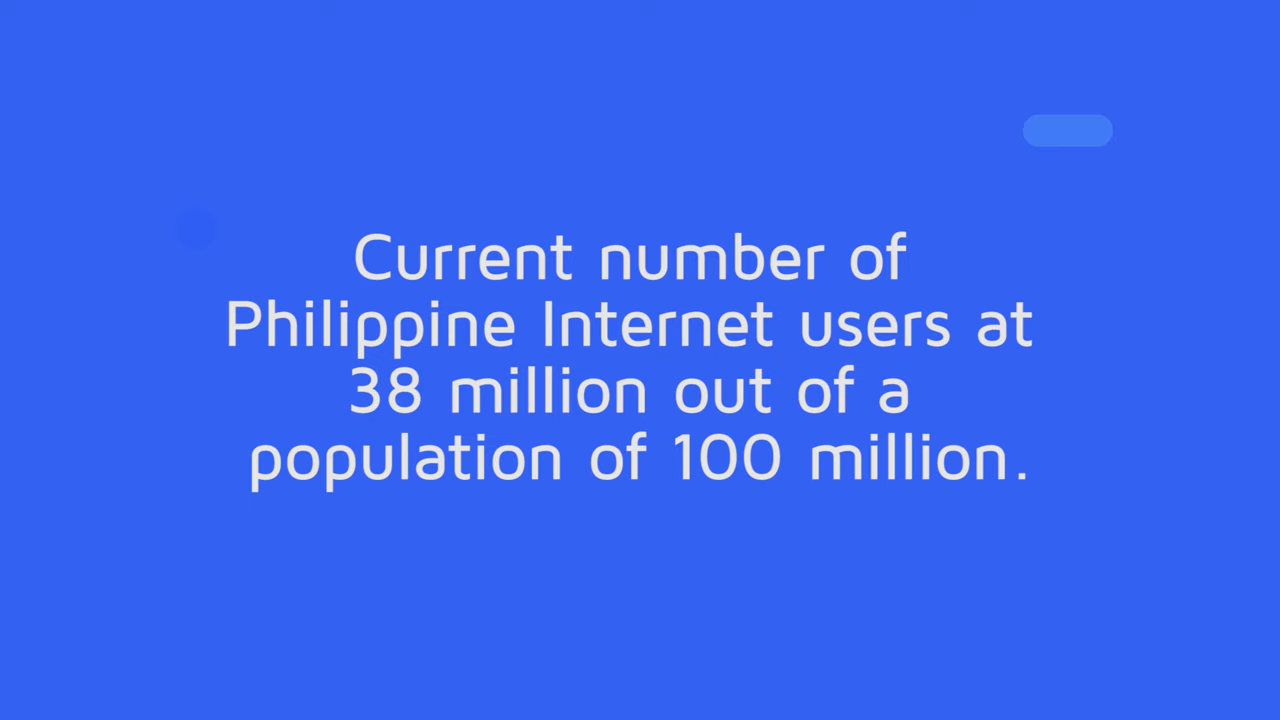 Current number of
Philippine Internet users at
38 million out of a
population of 100 million.